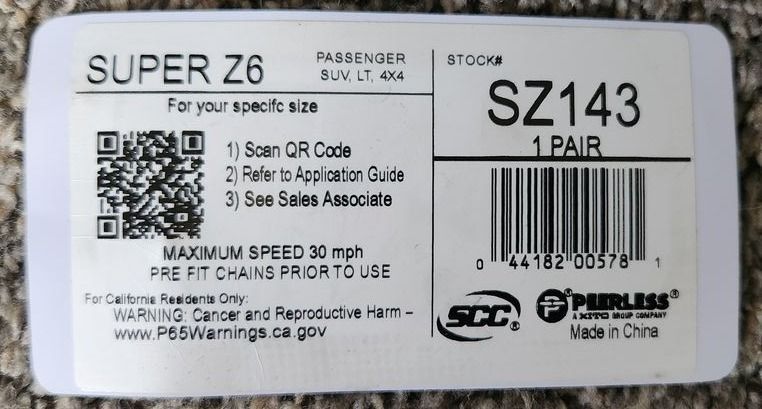 SUPER Z6
PASSENGER
SUV, LT, 4X4
For your specifc size
1) Scan QR Code
2) Refer to Application Guide
3) See Sales Associate
MAXIMUM SPEED 30 mph
PRE FIT CHAINS PRIOR TO USE
For California Residents Only:
WARNING: Cancer and Reproductive Harm –
www.P65Warnings.ca.gov
STOCK#
SZ143
1 PAIR
0 44182 00578 1
SCC®
PEERLESS®
A KITO GROUP COMPANY
Made in China